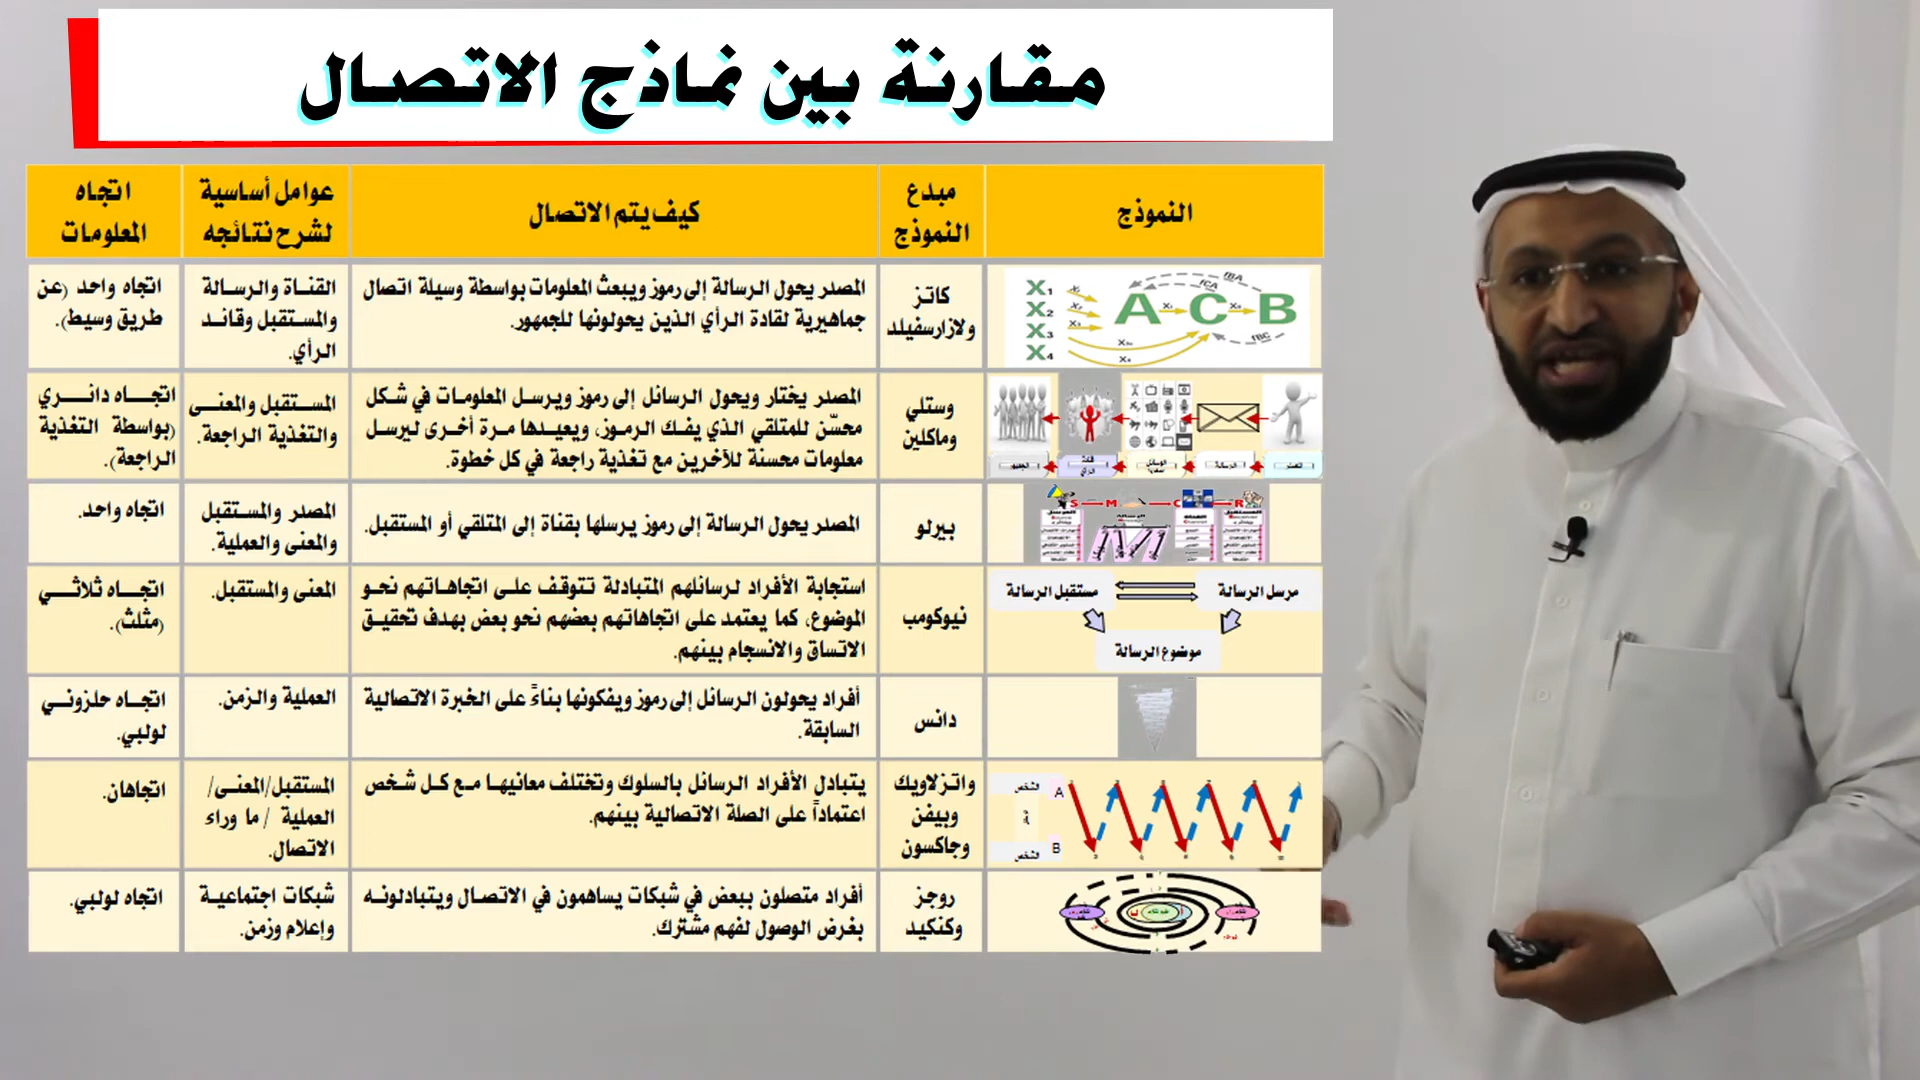 مقارنة بين نماذج الاتصال
النموذج
مبدع
النموذج
كيف يتم الاتصال
عوامل أساسية
لشرح نتائجه
اتجاه
المعلومات
X1
X2
X3
X4
A C B
fBA
fCA
fBC
كاتز
ولازارسفيلد
المصدر يحول الرسالة إلى رموز ويبعث المعلومات بواسطة وسيلة اتصال
جماهيرية لقادة الرأي الذين يحولونها للجمهور.
القناة والرسالة
والمستقبل وقائد
الرأي.
اتجاه واحد (عن
طريق وسيط).
وستلي
وماكلين
المصدر يختار ويحول الرسائل إلى رموز ويرسل المعلومات في شكل
محسّن للمتلقي الذي يفك الرموز، ويعيدها مرة أخرى ليرسل
معلومات محسنة للآخرين مع تغذية راجعة في كل خطوة.
المستقبل والمعنى
والتغذية الراجعة.
اتجاه دائري
(بواسطة التغذية
الراجعة).
S M C R
بيرلو
المصدر يحول الرسالة إلى رموز يرسلها بقناة إلى المتلقي أو المستقبل.
المصدر والمستقبل
والمعنى والعملية.
اتجاه واحد.
مرسل الرسالة
مستقبل الرسالة
موضوع الرسالة
نيوكومب
استجابة الأفراد لرسائلهم المتبادلة تتوقف على اتجاهاتهم نحو
الموضوع، كما يعتمد على اتجاهاتهم بعضهم نحو بعض بهدف تحقيق
الاتساق والانسجام بينهم.
المعنى والمستقبل.
اتجاه ثلاثي
(مثلث).
دانس
أفراد يحولون الرسائل إلى رموز ويفكونها بناءً على الخبرة الاتصالية
السابقة.
العملية والزمن.
اتجاه حلزوني
لولبي.
الشخص A
الشخص B
واتزلاويك
وبيفن
وجاكسون
يتبادل الأفراد الرسائل بالسلوك وتختلف معانيها مع كل شخص
اعتماداً على الصلة الاتصالية بينهم.
المستقبل/المعنى/
العملية / ما وراء
الاتصال.
اتجاهان.
روجز
وكنكيد
أفراد متصلون ببعض في شبكات يساهمون في الاتصال ويتبادلونه
بغرض الوصول لفهم مشترك.
شبكات اجتماعية
وإعلام وزمن.
اتجاه لولبي.